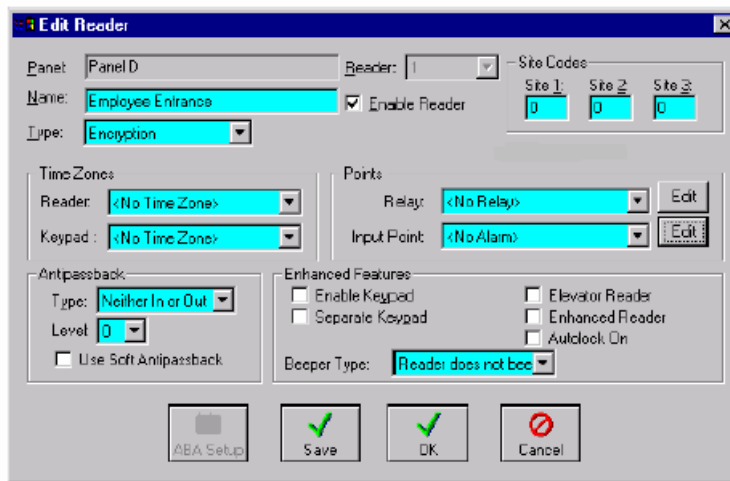 Edit Reader
Panel: Panel D Reader: 1 Site Codes
Site 1: Site 2: Site 3:
Name: Employee Entrance Enable Reader 0 0 0
Type: Encryption
Time Zones Points
Reader: <No Time Zone> Relay: <No Relay> Edit
Keypad : <No Time Zone> Input Point: <No Alarm> Edit
Antipassback Enhanced Features
Type: Neither In or Out Enable Keypad Elevator Reader
Level: 0 Separate Keypad Enhanced Reader
Autolock On
Use Soft Antipassback Beeper Type: Reader does not bee
ABA Setup Save OK Cancel